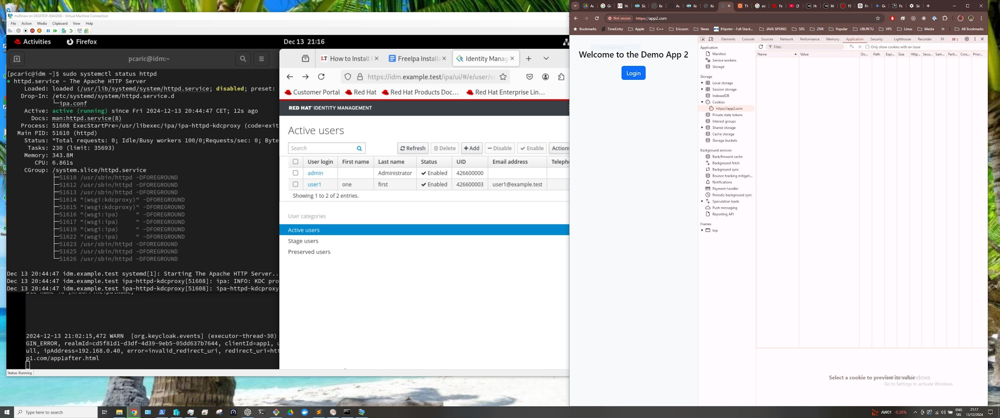 rhel9new on DESKTOP-69AGKI8 - Virtual Machine Connection
File Action Media Clipboard View Help
Activities Firefox
Dec 13 21:16
pcaric@idm:~
[pcaric@idm ~]$ sudo systemctl status httpd
● httpd.service - The Apache HTTP Server
Loaded: loaded (/usr/lib/systemd/system/httpd.service; disabled; preset:
Drop-In: /etc/systemd/system/httpd.service.d
└─ipa.conf
Active: active (running) since Fri 2024-12-13 20:44:47 CET; 12s ago
Docs: man:httpd.service(8)
Process: 51608 ExecStartPre=/usr/libexec/ipa/ipa-httpd-kdcproxy (code=exit
Main PID: 51610 (httpd)
Status: "Total requests: 0; Idle/Busy workers 100/0;Requests/sec: 0; Byte
Tasks: 230 (limit: 35693)
Memory: 343.8M
CPU: 6.861s
CGroup: /system.slice/httpd.service
├─51610 /usr/sbin/httpd -DFOREGROUND
├─51612 /usr/sbin/httpd -DFOREGROUND
├─51613 /usr/sbin/httpd -DFOREGROUND
├─51614 "(wsgi:kdcproxy)" -DFOREGROUND
├─51615 "(wsgi:kdcproxy)" -DFOREGROUND
├─51616 "(wsgi:ipa)      " -DFOREGROUND
├─51617 "(wsgi:ipa)      " -DFOREGROUND
├─51619 "(wsgi:ipa)      " -DFOREGROUND
├─51622 "(wsgi:ipa)      " -DFOREGROUND
├─51623 /usr/sbin/httpd -DFOREGROUND
├─51625 /usr/sbin/httpd -DFOREGROUND
└─51626 /usr/sbin/httpd -DFOREGROUND
Dec 13 20:44:47 idm.example.test systemd[1]: Starting The Apache HTTP Server..
Dec 13 20:44:47 idm.example.test ipa-httpd-kdcproxy[51608]: ipa: INFO: KDC pro
Dec 13 20:44:47 idm.example.test ipa-httpd-kdcproxy[51608]: ipa-httpd-kdcproxy
2024-12-13 21:02:15,472 WARN [org.keycloak.events] (executor-thread-30)
GIN_ERROR, realmId=cd5f81d1-d3df-4d39-9eb5-05dd637b7644, clientId=app1, u
ull, ipAddress=192.168.0.40, error=invalid_redirect_uri, redirect_uri=htt
p1.com/app1after.html
Status: Running
How to Install F
FreeIpa Installa
Identity Manag
https://idm.example.test/ipa/ui/#/e/user/se
Customer Portal Red Hat Red Hat Products Doc... Red Hat Enterprise Lin...
RED HAT IDENTITY MANAGEMENT
Active users
Search Refresh Delete Add Disable Enable Actions
User login First name Last name Status UID Email address Teleph
admin Administrator Enabled 426600000
user1 one first Enabled 426600003 user1@example.test
Showing 1 to 2 of 2 entries.
User categories
Active users
Stage users
Preserved users
Not secure https://app2.com
Bookmarks TimeEntry Apple C++ Ericsson News JHipster - Full Stack... JAVA SPRING SRS ZNR Popular UBUNTU VPS Linux Media » All Bookmarks
Welcome to the Demo App 2
Login
Elements Console Sources Network Performance Memory Application Security Lighthouse Recorder » 1
Application
Manifest
Service workers
Storage
Storage
Local storage
Session storage
IndexedDB
Cookies
https://app2.com
Private state tokens
Interest groups
Shared storage
Cache storage
Storage buckets
Background services
Back/forward cache
Background fetch
Background sync
Bounce tracking mitigati...
Notifications
Payment handler
Periodic background sync
Speculative loads
Push messaging
Reporting API
Frames
top
Filter Only show cookies with an issue
Name Value Do... Path Expi... Size Http... Secu... Sam... Parti... Cros... Prior...
Select a cookie to preview its value
Activate Windows
Go to Settings to activate Windows.
Type here to search
AW01 -0.26%
ENG
SRL
21:17
13/12/2024